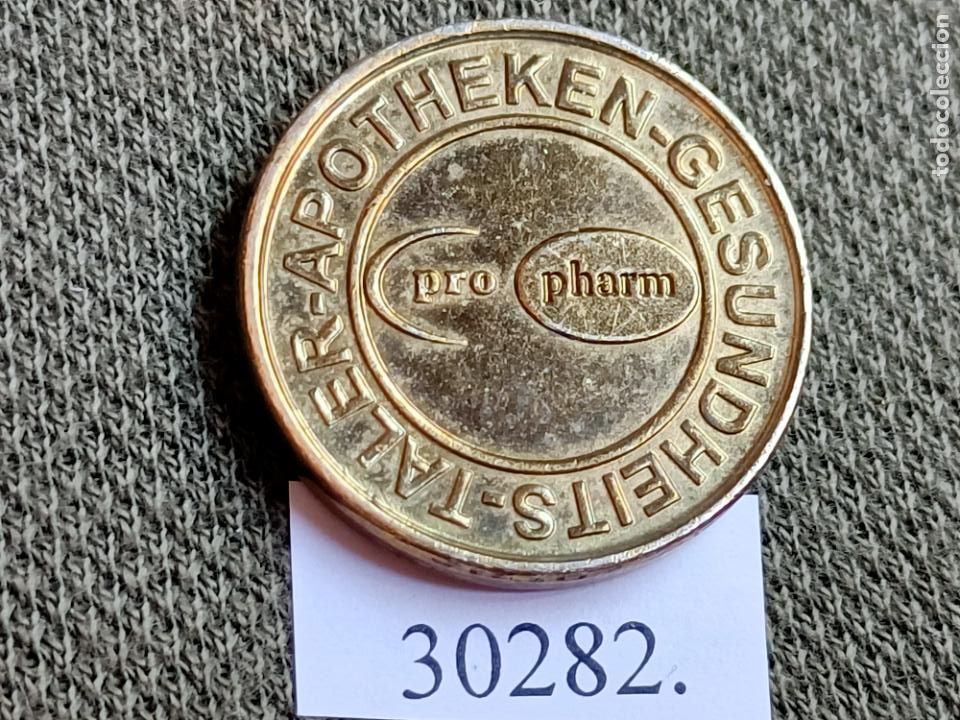 APOTHEKEN-GESUNDHEITS-TALER-
pro pharm
30282.
todocoleccion